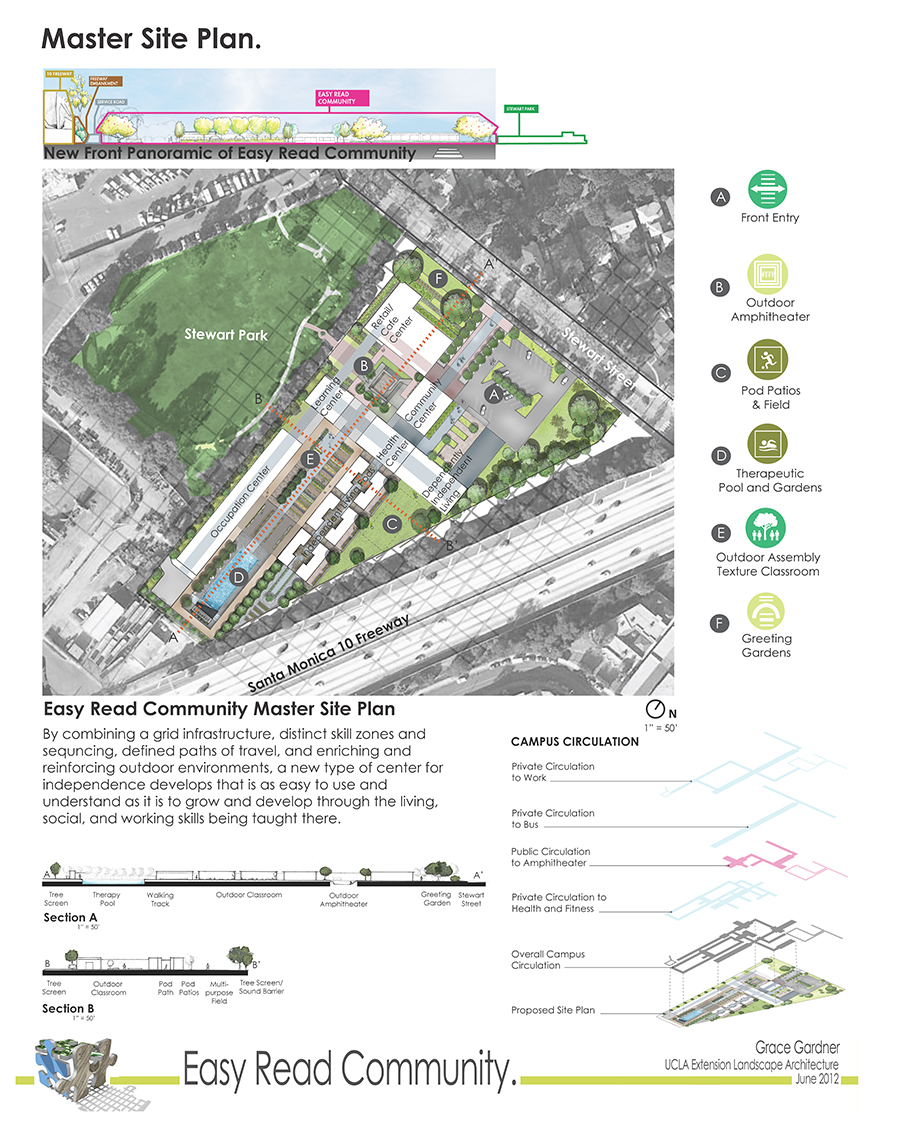 Master Site Plan.
10 FREEWAY
FREEWAY
EMBANKMENT
SERVICE ROAD
EASY READ
COMMUNITY
STEWART PARK
New Front Panoramic of Easy Read Community
Stewart Park
Stewart Street
Santa Monica 10 Freeway
Retail/
Cafe
Center
Learning
Center
Community
Center
Health
Center
Dependently
Independent
Living
Occupation Center
Independent Living Pods
A
B
C
D
E
F
A'
A
B
B'
A
Front Entry
B
Outdoor
Amphitheater
C
Pod Patios
& Field
D
Therapeutic
Pool and Gardens
E
Outdoor Assembly
Texture Classroom
F
Greeting
Gardens
N
1" = 50'
Easy Read Community Master Site Plan
By combining a grid infrastructure, distinct skill zones and
sequncing, defined paths of travel, and enriching and
reinforcing outdoor environments, a new type of center for
independence develops that is as easy to use and
understand as it is to grow and develop through the living,
social, and working skills being taught there.
A
A'
Tree
Screen
Therapy
Pool
Walking
Track
Outdoor Classroom
Outdoor
Amphitheater
Greeting
Garden
Stewart
Street
Section A
1" = 50'
B
B'
Tree
Screen
Outdoor
Classroom
Pod
Path
Pod
Patios
Multi-
purpose
Field
Tree Screen/
Sound Barrier
Section B
1" = 50'
CAMPUS CIRCULATION
Private Circulation
to Work
Private Circulation
to Bus
Public Circulation
to Amphitheater
Private Circulation to
Health and Fitness
Overall Campus
Circulation
Proposed Site Plan
Easy Read Community.
Grace Gardner
UCLA Extension Landscape Architecture
June 2012